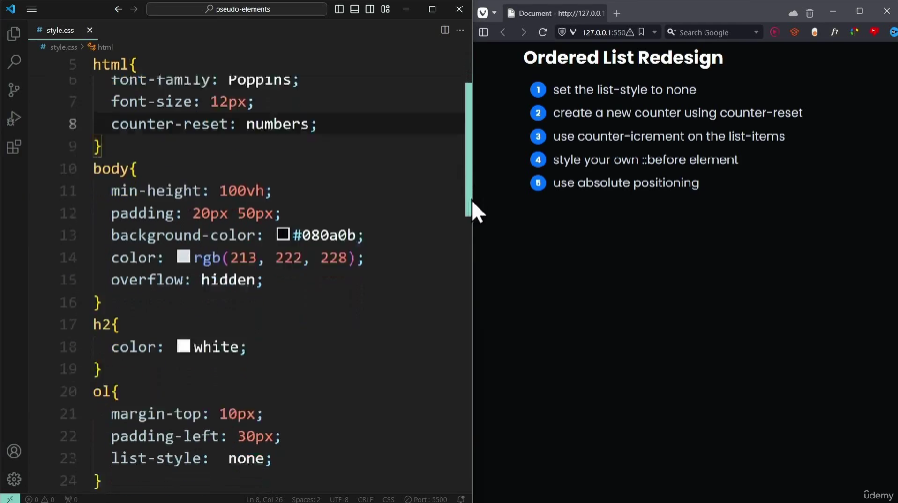 pseudo-elements
style.css
style.css > html
5 html{
font-family: Poppins;
7 font-size: 12px;
8 counter-reset: numbers;
9 }
10 body{
11 min-height: 100vh;
12 padding: 20px 50px;
13 background-color: #080a0b;
14 color: rgb(213, 222, 228);
15 overflow: hidden;
16 }
17 h2{
18 color: white;
19 }
20 ol{
21 margin-top: 10px;
22 padding-left: 30px;
23 list-style: none;
24 }
0 0 6
Ln 8, Col 26 Spaces: 2 UTF-8 CRLF CSS Port : 5500
Document - http://127.0.0.1
127.0.0.1:550
Search Google
Ordered List Redesign
1 set the list-style to none
2 create a new counter using counter-reset
3 use counter-icrement on the list-items
4 style your own ::before element
5 use absolute positioning
ûdemy